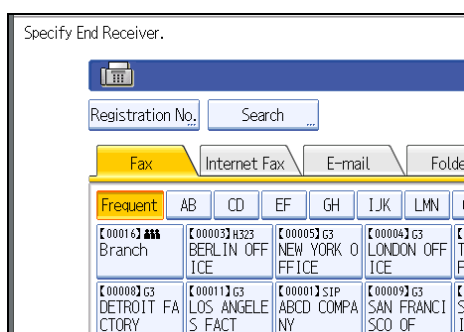 Specify End Receiver.
Registration No. Search
Fax Internet Fax E-mail Folde
Frequent AB CD EF GH IJK LMN
【00016】 【00003】H323 【00005】G3 【00004】G3
Branch BERLIN OFF NEW YORK O LONDON OFF
ICE FFICE ICE
【00008】G3 【00011】G3 【00001】SIP 【00009】G3
DETROIT FA LOS ANGELE ABCD COMPA SAN FRANCI
CTORY S FACT NY SCO OF